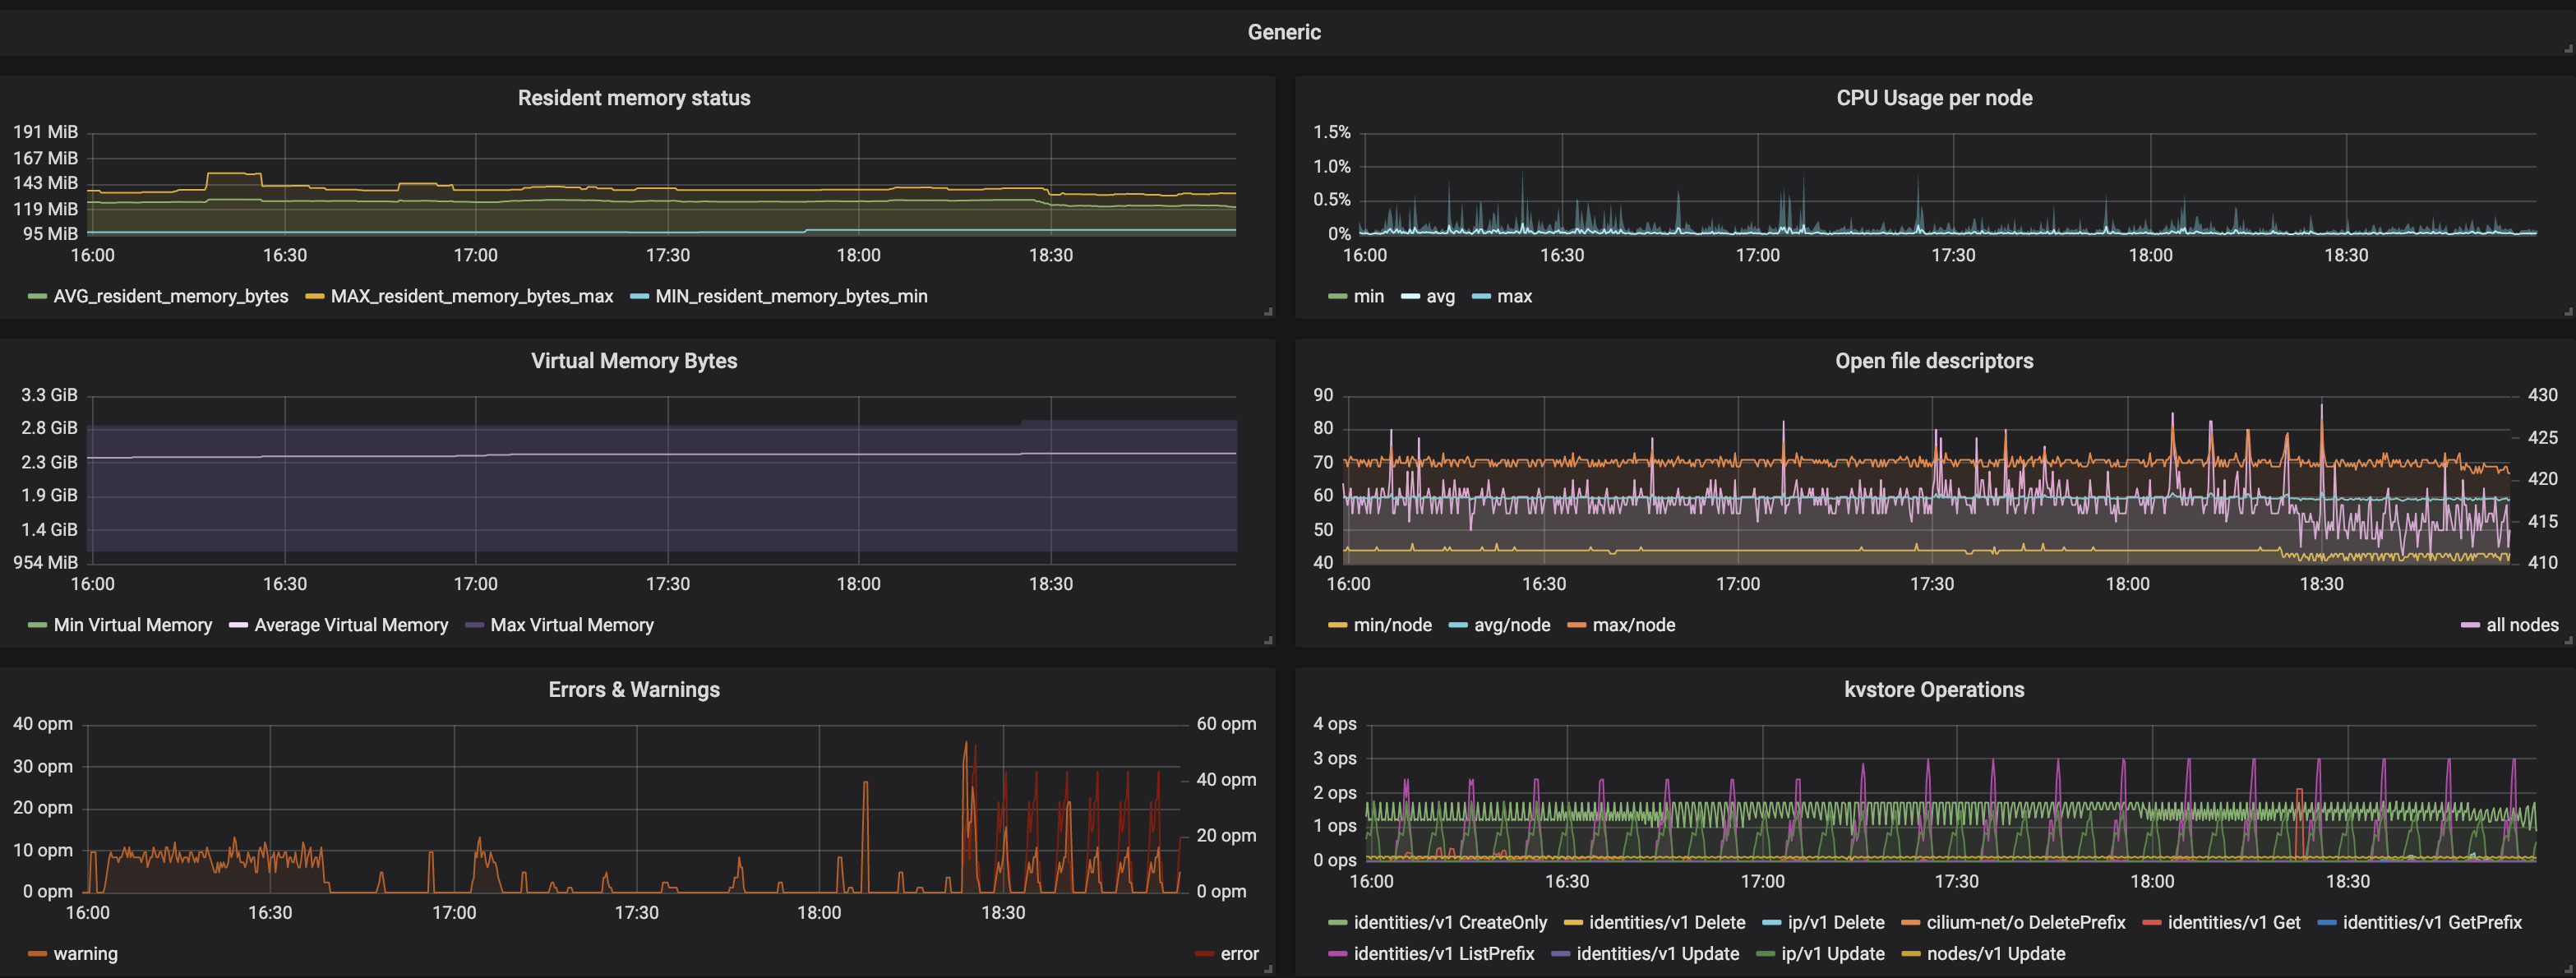 Generic
Resident memory status
191 MiB
167 MiB
143 MiB
119 MiB
95 MiB
16:00 16:30 17:00 17:30 18:00 18:30
AVG_resident_memory_bytes MAX_resident_memory_bytes_max MIN_resident_memory_bytes_min
CPU Usage per node
1.5%
1.0%
0.5%
0%
16:00 16:30 17:00 17:30 18:00 18:30
min avg max
Virtual Memory Bytes
3.3 GiB
2.8 GiB
2.3 GiB
1.9 GiB
1.4 GiB
954 MiB
16:00 16:30 17:00 17:30 18:00 18:30
Min Virtual Memory Average Virtual Memory Max Virtual Memory
Open file descriptors
90 430
80 425
70
60 420
50 415
40 410
16:00 16:30 17:00 17:30 18:00 18:30
min/node avg/node max/node all nodes
Errors & Warnings
40 opm 60 opm
30 opm 40 opm
20 opm
10 opm 20 opm
0 opm 0 opm
16:00 16:30 17:00 17:30 18:00 18:30
warning error
kvstore Operations
4 ops
3 ops
2 ops
1 ops
0 ops
16:00 16:30 17:00 17:30 18:00 18:30
identities/v1 CreateOnly identities/v1 Delete ip/v1 Delete cilium-net/o DeletePrefix identities/v1 Get identities/v1 GetPrefix
identities/v1 ListPrefix identities/v1 Update ip/v1 Update nodes/v1 Update